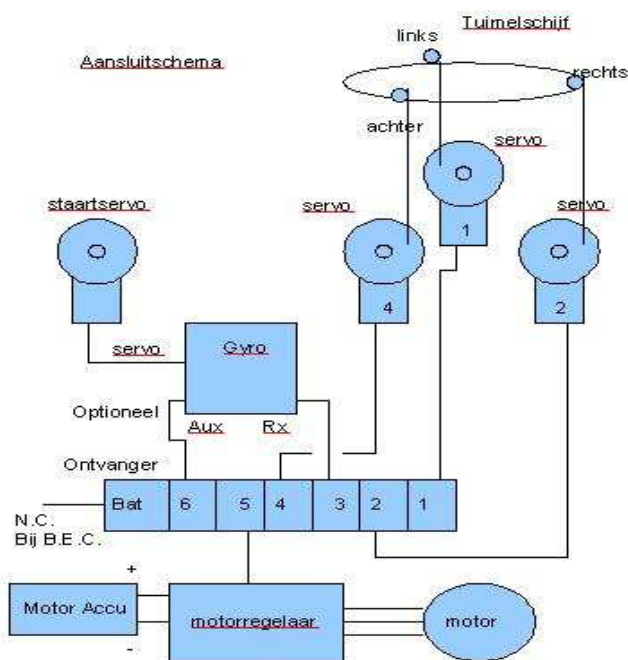 Tuimelschijf
links
Aansluitschema
rechts
achter
servo
staartservo
servo
servo
1
4
2
servo
Gyro
Optioneel
Aux
Rx
Ontvanger
Bat
6
5
4
3
2
1
N.C.
Bij B.E.C.
+
Motor Accu
motorregelaar
motor
-